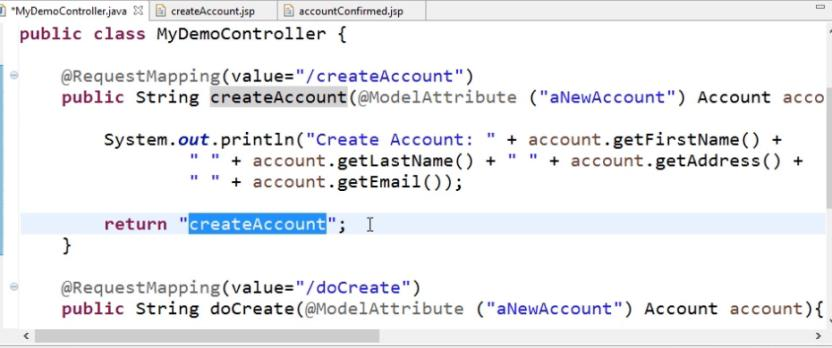 *MyDemoController.java createAccount.jsp accountConfirmed.jsp
public class MyDemoController {
@RequestMapping(value="/createAccount")
public String createAccount(@ModelAttribute ("aNewAccount") Account acco
System.out.println("Create Account: " + account.getFirstName() +
" " + account.getLastName() + " " + account.getAddress() +
" " + account.getEmail());
return "createAccount";
}
@RequestMapping(value="/doCreate")
public String doCreate(@ModelAttribute ("aNewAccount") Account account){